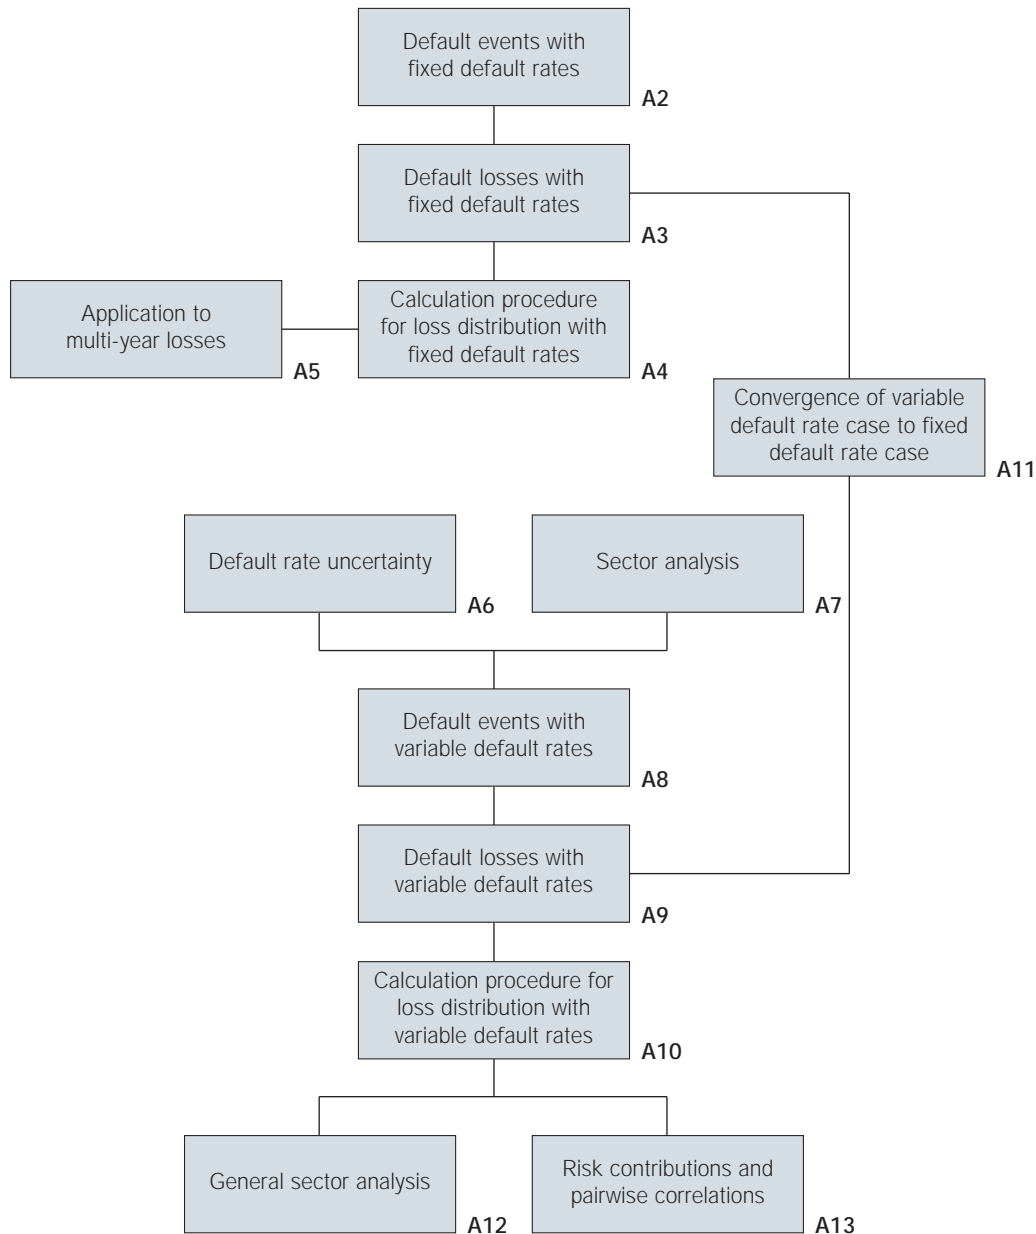 Default events with
fixed default rates
A2
Default losses with
fixed default rates
A3
Application to
multi-year losses
A5
Calculation procedure
for loss distribution with
fixed default rates
A4
Convergence of variable
default rate case to fixed
default rate case
A11
Default rate uncertainty
A6
Sector analysis
A7
Default events with
variable default rates
A8
Default losses with
variable default rates
A9
Calculation procedure for
loss distribution with
variable default rates
A10
General sector analysis
A12
Risk contributions and
pairwise correlations
A13